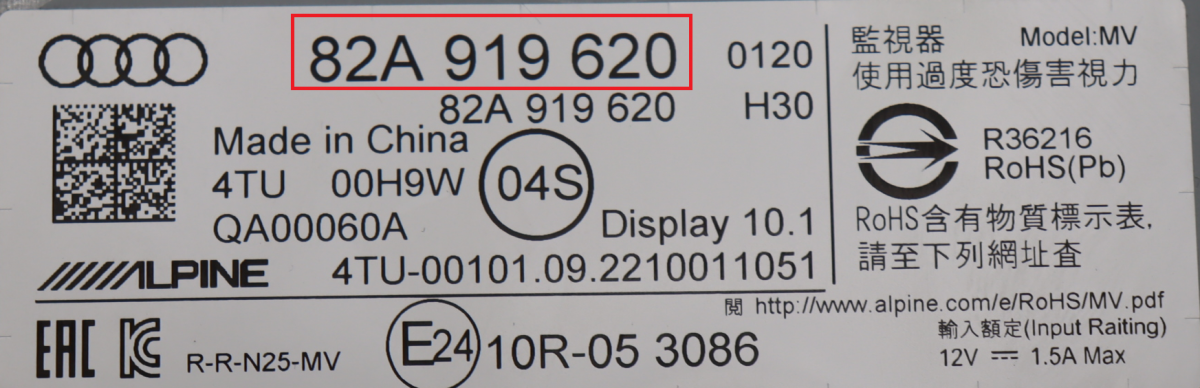 82A 919 620 0120
82A 919 620 H30
Made in China
4TU 00H9W 04S
QA00060A Display 10.1
ALPINE 4TU-00101.09.2210011051
監視器 Model:MV
使用過度恐傷害視力
R36216
RoHS(Pb)
RoHS含有物質標示表,
請至下列網址查
閱 http://www.alpine.com/e/RoHS/MV.pdf
EAC KC R-R-N25-MV E24 10R-05 3086
輸入額定(Input Raiting)
12V ⎓ 1.5A Max